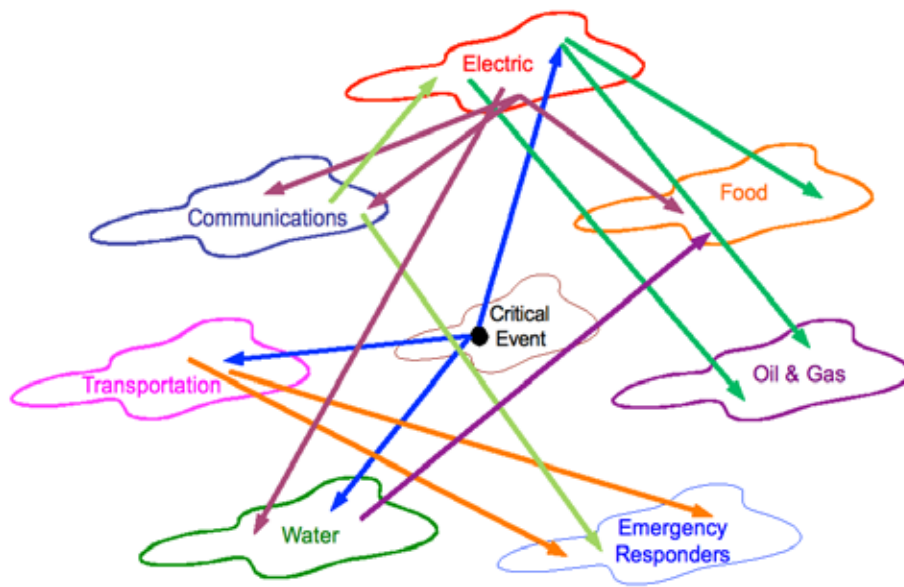 Electric
Food
Communications
Critical
Event
Transportation
Oil & Gas
Water
Emergency
Responders